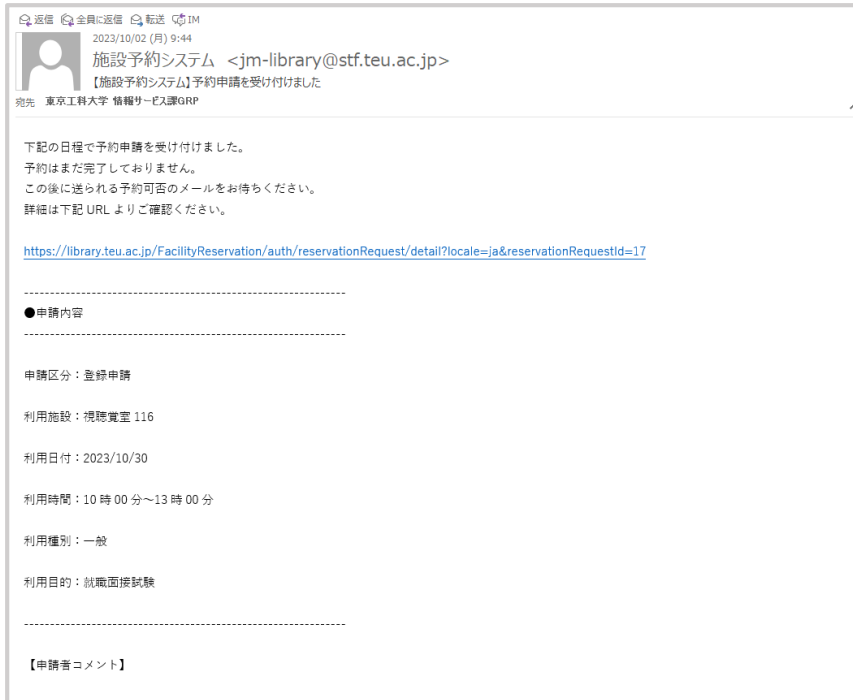 返信 全員に返信 転送 IM
2023/10/02 (月) 9:44
施設予約システム <jm-library@stf.teu.ac.jp>
【施設予約システム】予約申請を受け付けました
宛先 東京工科大学 情報サービス課GRP
下記の日程で予約申請を受け付けました。
予約はまだ完了しておりません。
この後に送られる予約可否のメールをお待ちください。
詳細は下記 URL よりご確認ください。
https://library.teu.ac.jp/FacilityReservation/auth/reservationRequest/detail?locale=ja&reservationRequestId=17
--------------------------------------------------------------
●申請内容
--------------------------------------------------------------
申請区分：登録申請
利用施設：視聴覚室 116
利用日付：2023/10/30
利用時間：10 時 00 分～13 時 00 分
利用種別：一般
利用目的：就職面接試験
--------------------------------------------------------------
【申請者コメント】